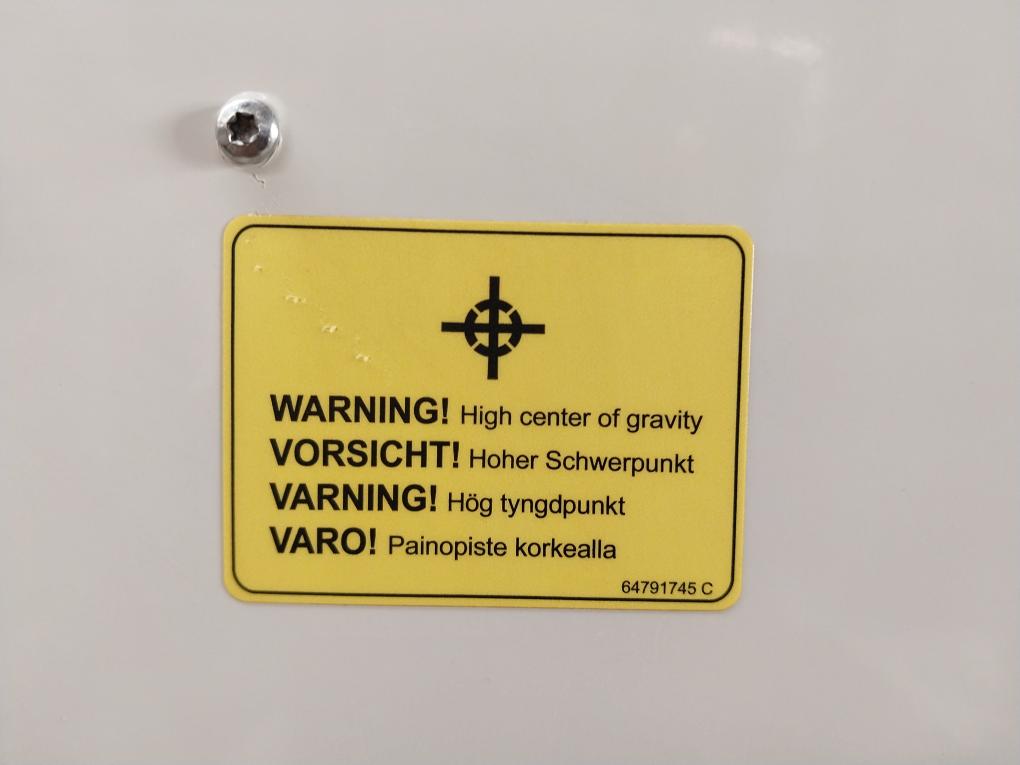 WARNING! High center of gravity
VORSICHT! Hoher Schwerpunkt
VARNING! Hög tyngdpunkt
VARO! Painopiste korkealla
64791745 C